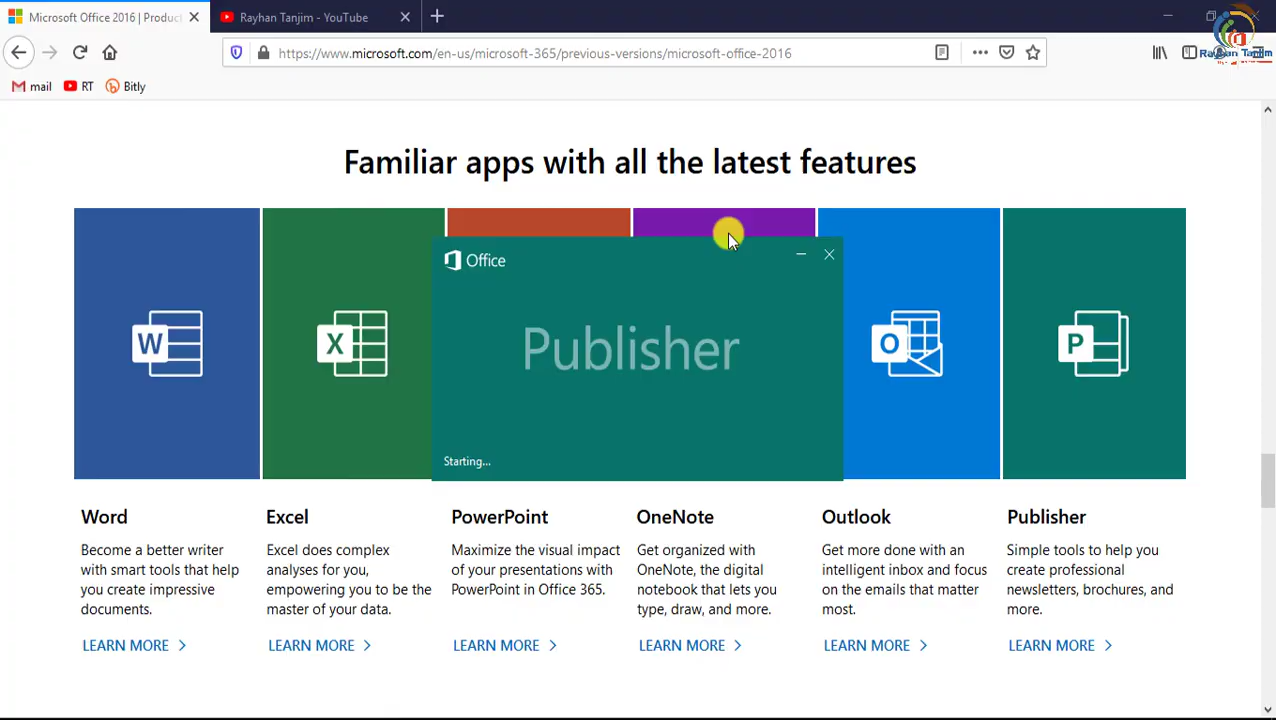 Microsoft Office 2016 | Product
Rayhan Tanjim - YouTube
https://www.microsoft.com/en-us/microsoft-365/previous-versions/microsoft-office-2016
Rayhan Tanjim
mail
RT
Bitly
Familiar apps with all the latest features
Office
Publisher
Starting...
W
X
O
P
Word
Become a better writer
with smart tools that help
you create impressive
documents.
LEARN MORE
Excel
Excel does complex
analyses for you,
empowering you to be the
master of your data.
LEARN MORE
PowerPoint
Maximize the visual impact
of your presentations with
PowerPoint in Office 365.
LEARN MORE
OneNote
Get organized with
OneNote, the digital
notebook that lets you
type, draw, and more.
LEARN MORE
Outlook
Get more done with an
intelligent inbox and focus
on the emails that matter
most.
LEARN MORE
Publisher
Simple tools to help you
create professional
newsletters, brochures, and
more.
LEARN MORE